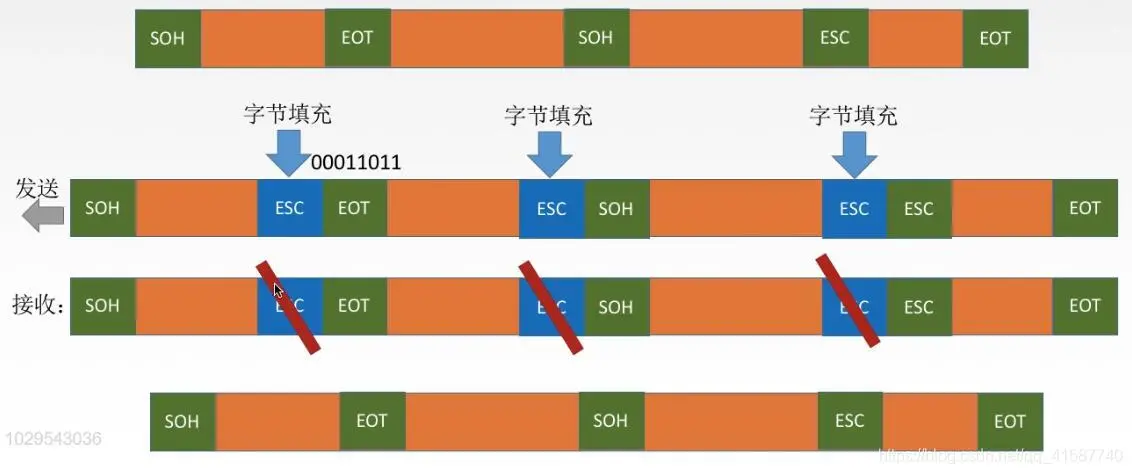 SOH EOT SOH ESC EOT
字节填充 字节填充 字节填充
00011011
发送
SOH ESC EOT ESC SOH ESC ESC EOT
接收: SOH ESC EOT ESC SOH ESC ESC EOT
SOH EOT SOH ESC EOT
1029543036
https://blog.csdn.net/qq_41587740